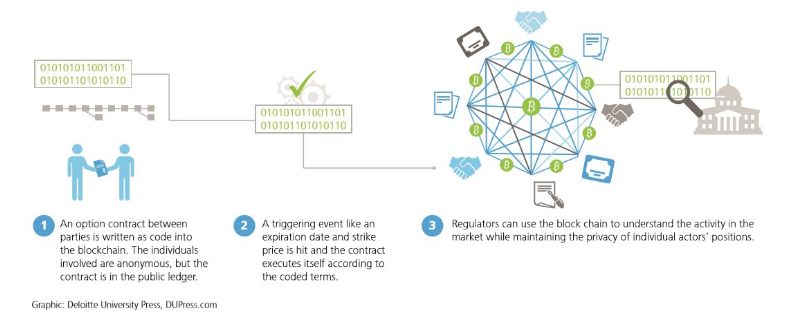 010101011001101
010101101010110
010101011001101
010101101010110
010101011001101
1 An option contract between
parties is written as code into
the blockchain. The individuals
involved are anonymous, but the
contract is in the public ledger.
2 A triggering event like an
expiration date and strike
price is hit and the contract
executes itself according to
the coded terms.
3 Regulators can use the block chain to understand the activity in the
market while maintaining the privacy of individual actors’ positions.
Graphic: Deloitte University Press, DUPress.com